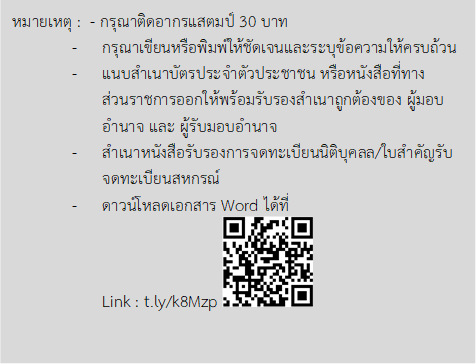 หมายเหตุ : - กรุณาติดอากรแสตมป์ 30 บาท
- กรุณาเขียนหรือพิมพ์ให้ชัดเจนและระบุข้อความให้ครบถ้วน
- แนบสำเนาบัตรประจำตัวประชาชน หรือหนังสือที่ทาง
ส่วนราชการออกให้พร้อมรับรองสำเนาถูกต้องของ ผู้มอบ
อำนาจ และ ผู้รับมอบอำนาจ
- สำเนาหนังสือรับรองการจดทะเบียนนิติบุคลล/ใบสำคัญรับ
จดทะเบียนสหกรณ์
- ดาวน์โหลดเอกสาร Word ได้ที่
Link : t.ly/k8Mzp